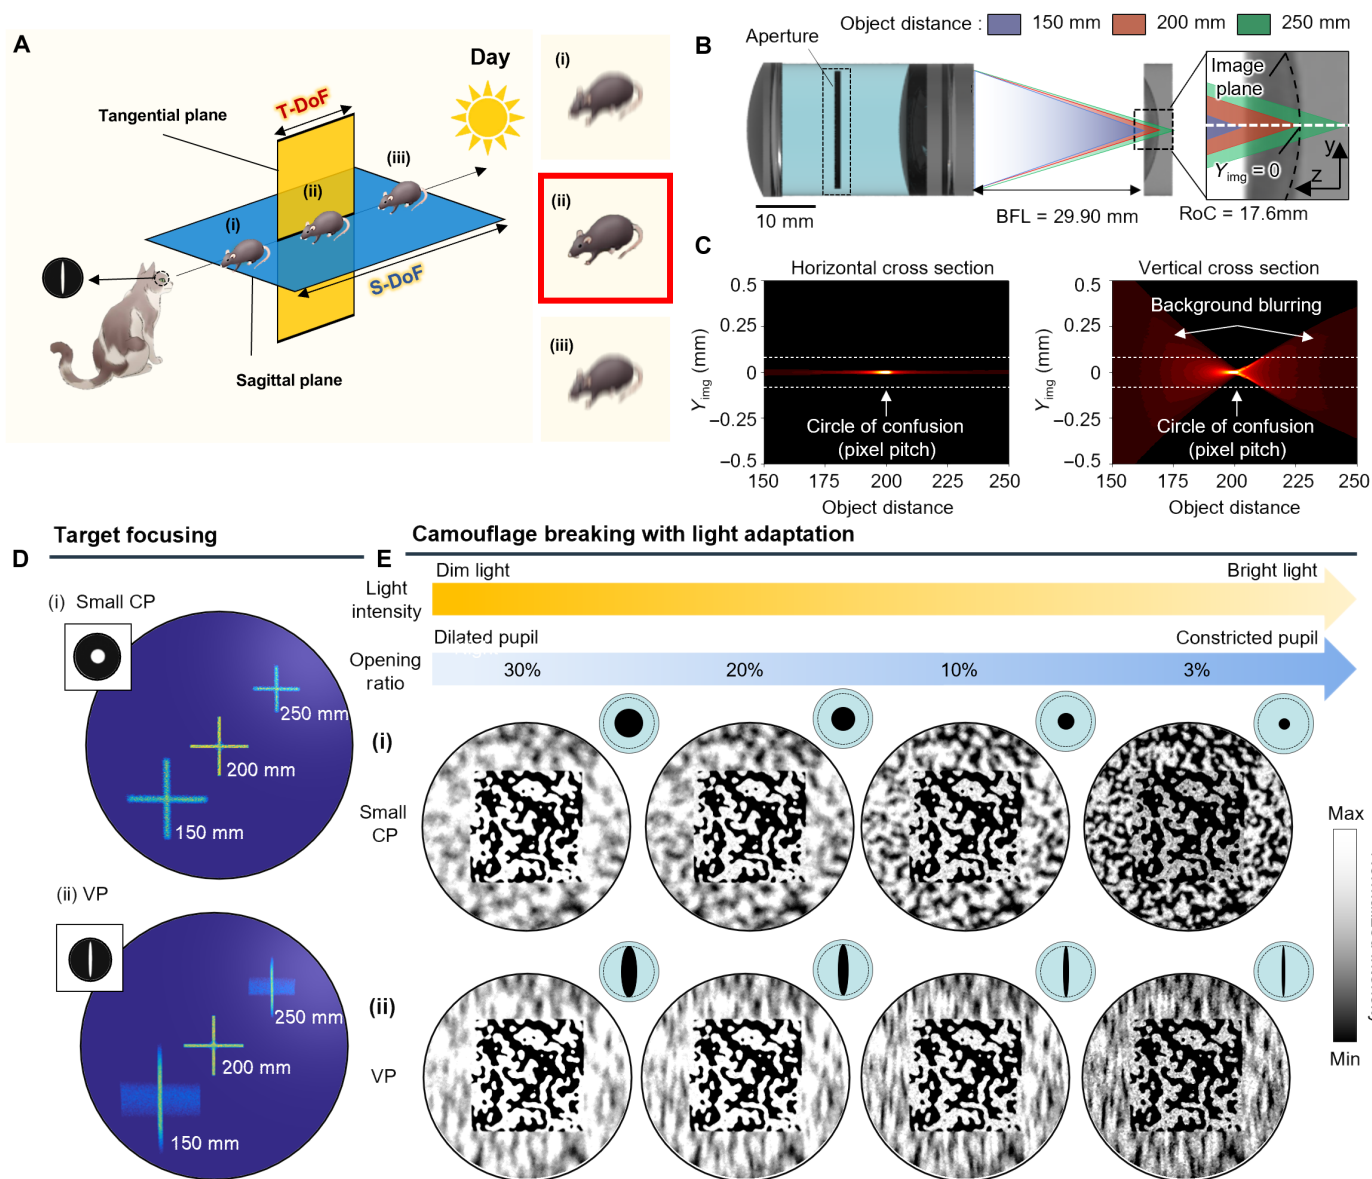 A
Day
T-DoF
Tangential plane
(iii)
(ii)
(i)
S-DoF
Sagittal plane
(i)
(ii)
(iii)
Object distance : 150 mm 200 mm 250 mm
B
Aperture
Image
plane
Yimg = 0
y
z
10 mm
BFL = 29.90 mm
RoC = 17.6mm
C
Horizontal cross section
Yimg (mm)
0.5
0.25
0
–0.25
–0.5
Circle of confusion
(pixel pitch)
150 175 200 225 250
Object distance
Vertical cross section
Yimg (mm)
0.5
0.25
0
–0.25
–0.5
Background blurring
Circle of confusion
(pixel pitch)
150 175 200 225 250
Object distance
Target focusing
D
(i) Small CP
250 mm
200 mm
150 mm
(ii) VP
250 mm
200 mm
150 mm
Camouflage breaking with light adaptation
E
Dim light Bright light
Light
intensity
Dilated pupil Constricted pupil
Opening
ratio
30% 20% 10% 3%
(i)
Small
CP
(ii)
VP
Max
Min